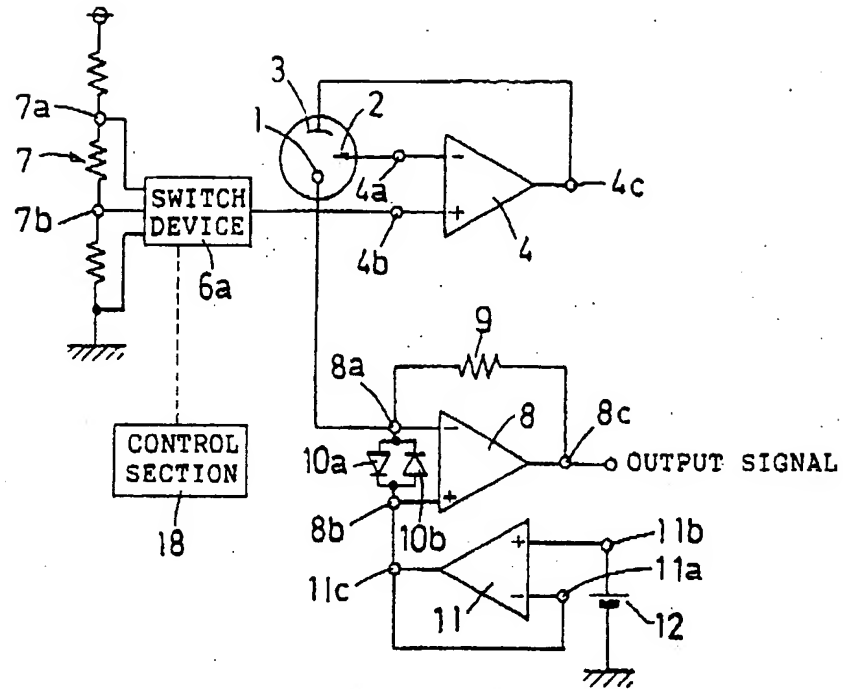 3
2
1
7a
7
7b
SWITCH
DEVICE
6a
4a
4b
-
+
4
4c
9
8a
8
8c
-
+
OUTPUT SIGNAL
10a
10b
8b
CONTROL
SECTION
18
11c
11
+
-
11b
11a
12